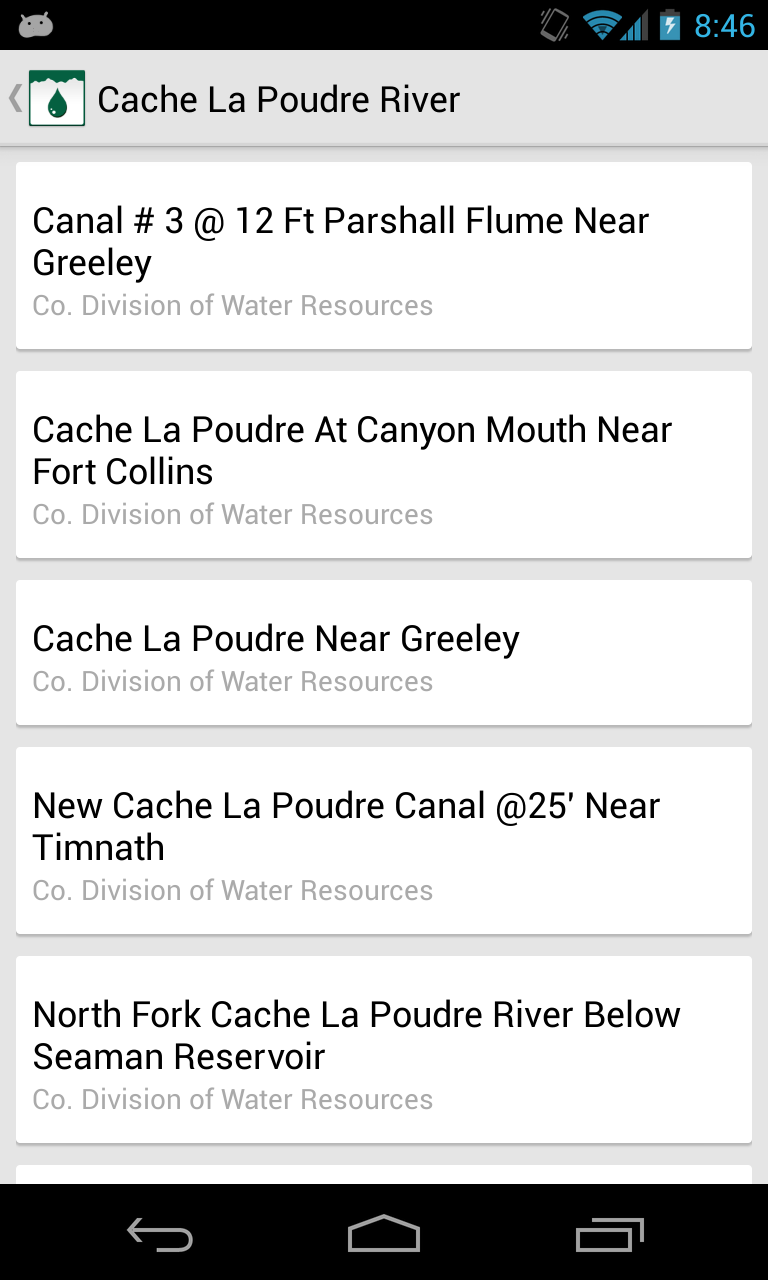 8:46
Cache La Poudre River
Canal # 3 @ 12 Ft Parshall Flume Near
Greeley
Co. Division of Water Resources
Cache La Poudre At Canyon Mouth Near
Fort Collins
Co. Division of Water Resources
Cache La Poudre Near Greeley
Co. Division of Water Resources
New Cache La Poudre Canal @25' Near
Timnath
Co. Division of Water Resources
North Fork Cache La Poudre River Below
Seaman Reservoir
Co. Division of Water Resources